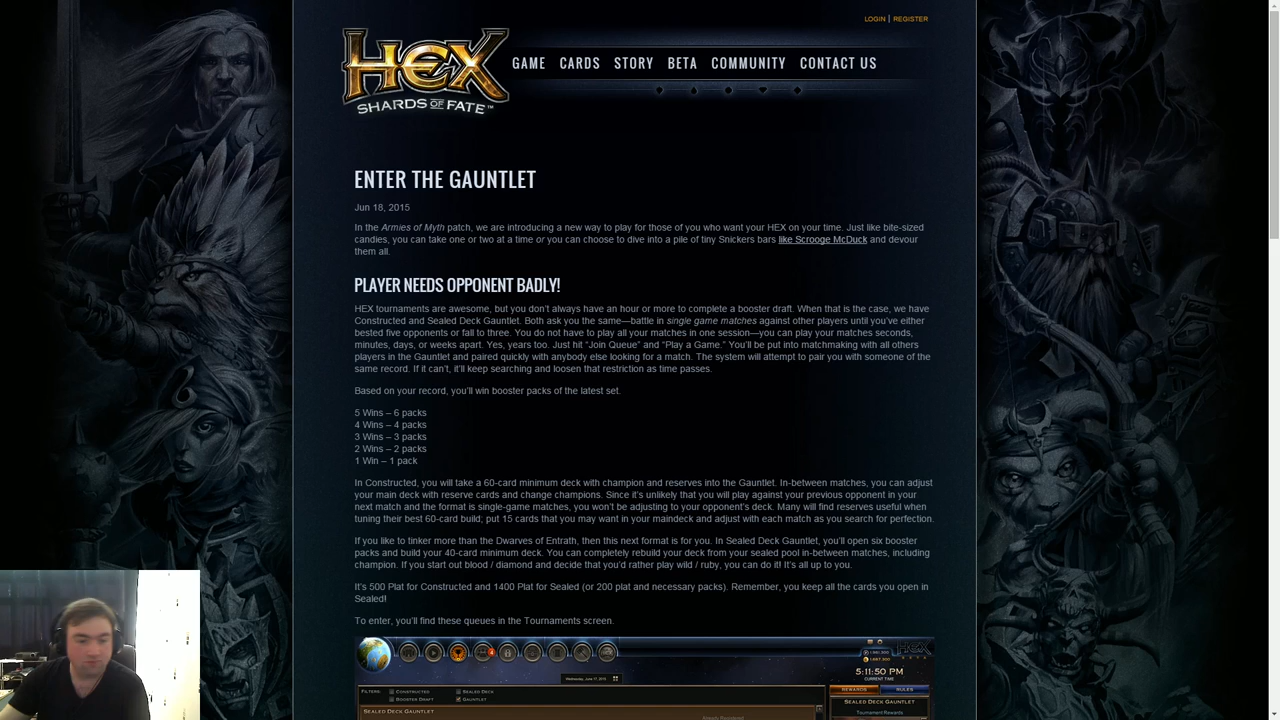 LOGIN | REGISTER
HEX
SHARDS OF FATE™
GAME CARDS STORY BETA COMMUNITY CONTACT US
ENTER THE GAUNTLET
Jun 18, 2015
In the Armies of Myth patch, we are introducing a new way to play for those of you who want your HEX on your time. Just like bite-sized
candies, you can take one or two at a time or you can choose to dive into a pile of tiny Snickers bars like Scrooge McDuck and devour
them all.
PLAYER NEEDS OPPONENT BADLY!
HEX tournaments are awesome, but you don't always have an hour or more to complete a booster draft. When that is the case, we have
Constructed and Sealed Deck Gauntlet. Both ask you the same—battle in single game matches against other players until you've either
bested five opponents or fall to three. You do not have to play all your matches in one session—you can play your matches seconds,
minutes, days, or weeks apart. Yes, years too. Just hit "Join Queue" and "Play a Game." You'll be put into matchmaking with all others
players in the Gauntlet and paired quickly with anybody else looking for a match. The system will attempt to pair you with someone of the
same record. If it can't, it'll keep searching and loosen that restriction as time passes.
Based on your record, you'll win booster packs of the latest set.
5 Wins – 6 packs
4 Wins – 4 packs
3 Wins – 3 packs
2 Wins – 2 packs
1 Win – 1 pack
In Constructed, you will take a 60-card minimum deck with champion and reserves into the Gauntlet. In-between matches, you can adjust
your main deck with reserve cards and change champions. Since it's unlikely that you will play against your previous opponent in your
next match and the format is single-game matches, you won't be adjusting to your opponent's deck. Many will find reserves useful when
tuning their best 60-card build; put 15 cards that you may want in your maindeck and adjust with each match as you search for perfection.
If you like to tinker more than the Dwarves of Entrath, then this next format is for you. In Sealed Deck Gauntlet, you'll open six booster
packs and build your 40-card minimum deck. You can completely rebuild your deck from your sealed pool in-between matches, including
champion. If you start out blood / diamond and decide that you'd rather play wild / ruby, you can do it! It's all up to you.
It's 500 Plat for Constructed and 1400 Plat for Sealed (or 200 plat and necessary packs). Remember, you keep all the cards you open in
Sealed!
To enter, you'll find these queues in the Tournaments screen.
HEX
5:11:50 PM
CURRENT TIME
Wednesday, June 17, 2015
FILTERS: CONSTRUCTED SEALED DECK
BOOSTER DRAFT GAUNTLET
REWARDS RULES
SEALED DECK GAUNTLET
SEALED DECK GAUNTLET
Tournament Rewards